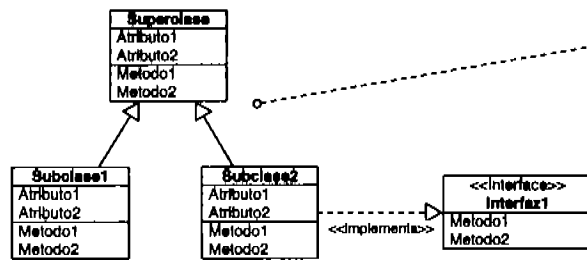 Superclase
Atributo1
Atributo2
Metodo1
Metodo2
Subclase1
Atributo1
Atributo2
Metodo1
Metodo2
Subclase2
Atributo1
Atributo2
Metodo1
Metodo2
<<Implementa>>
<<Interface>>
Interfaz1
Metodo1
Metodo2